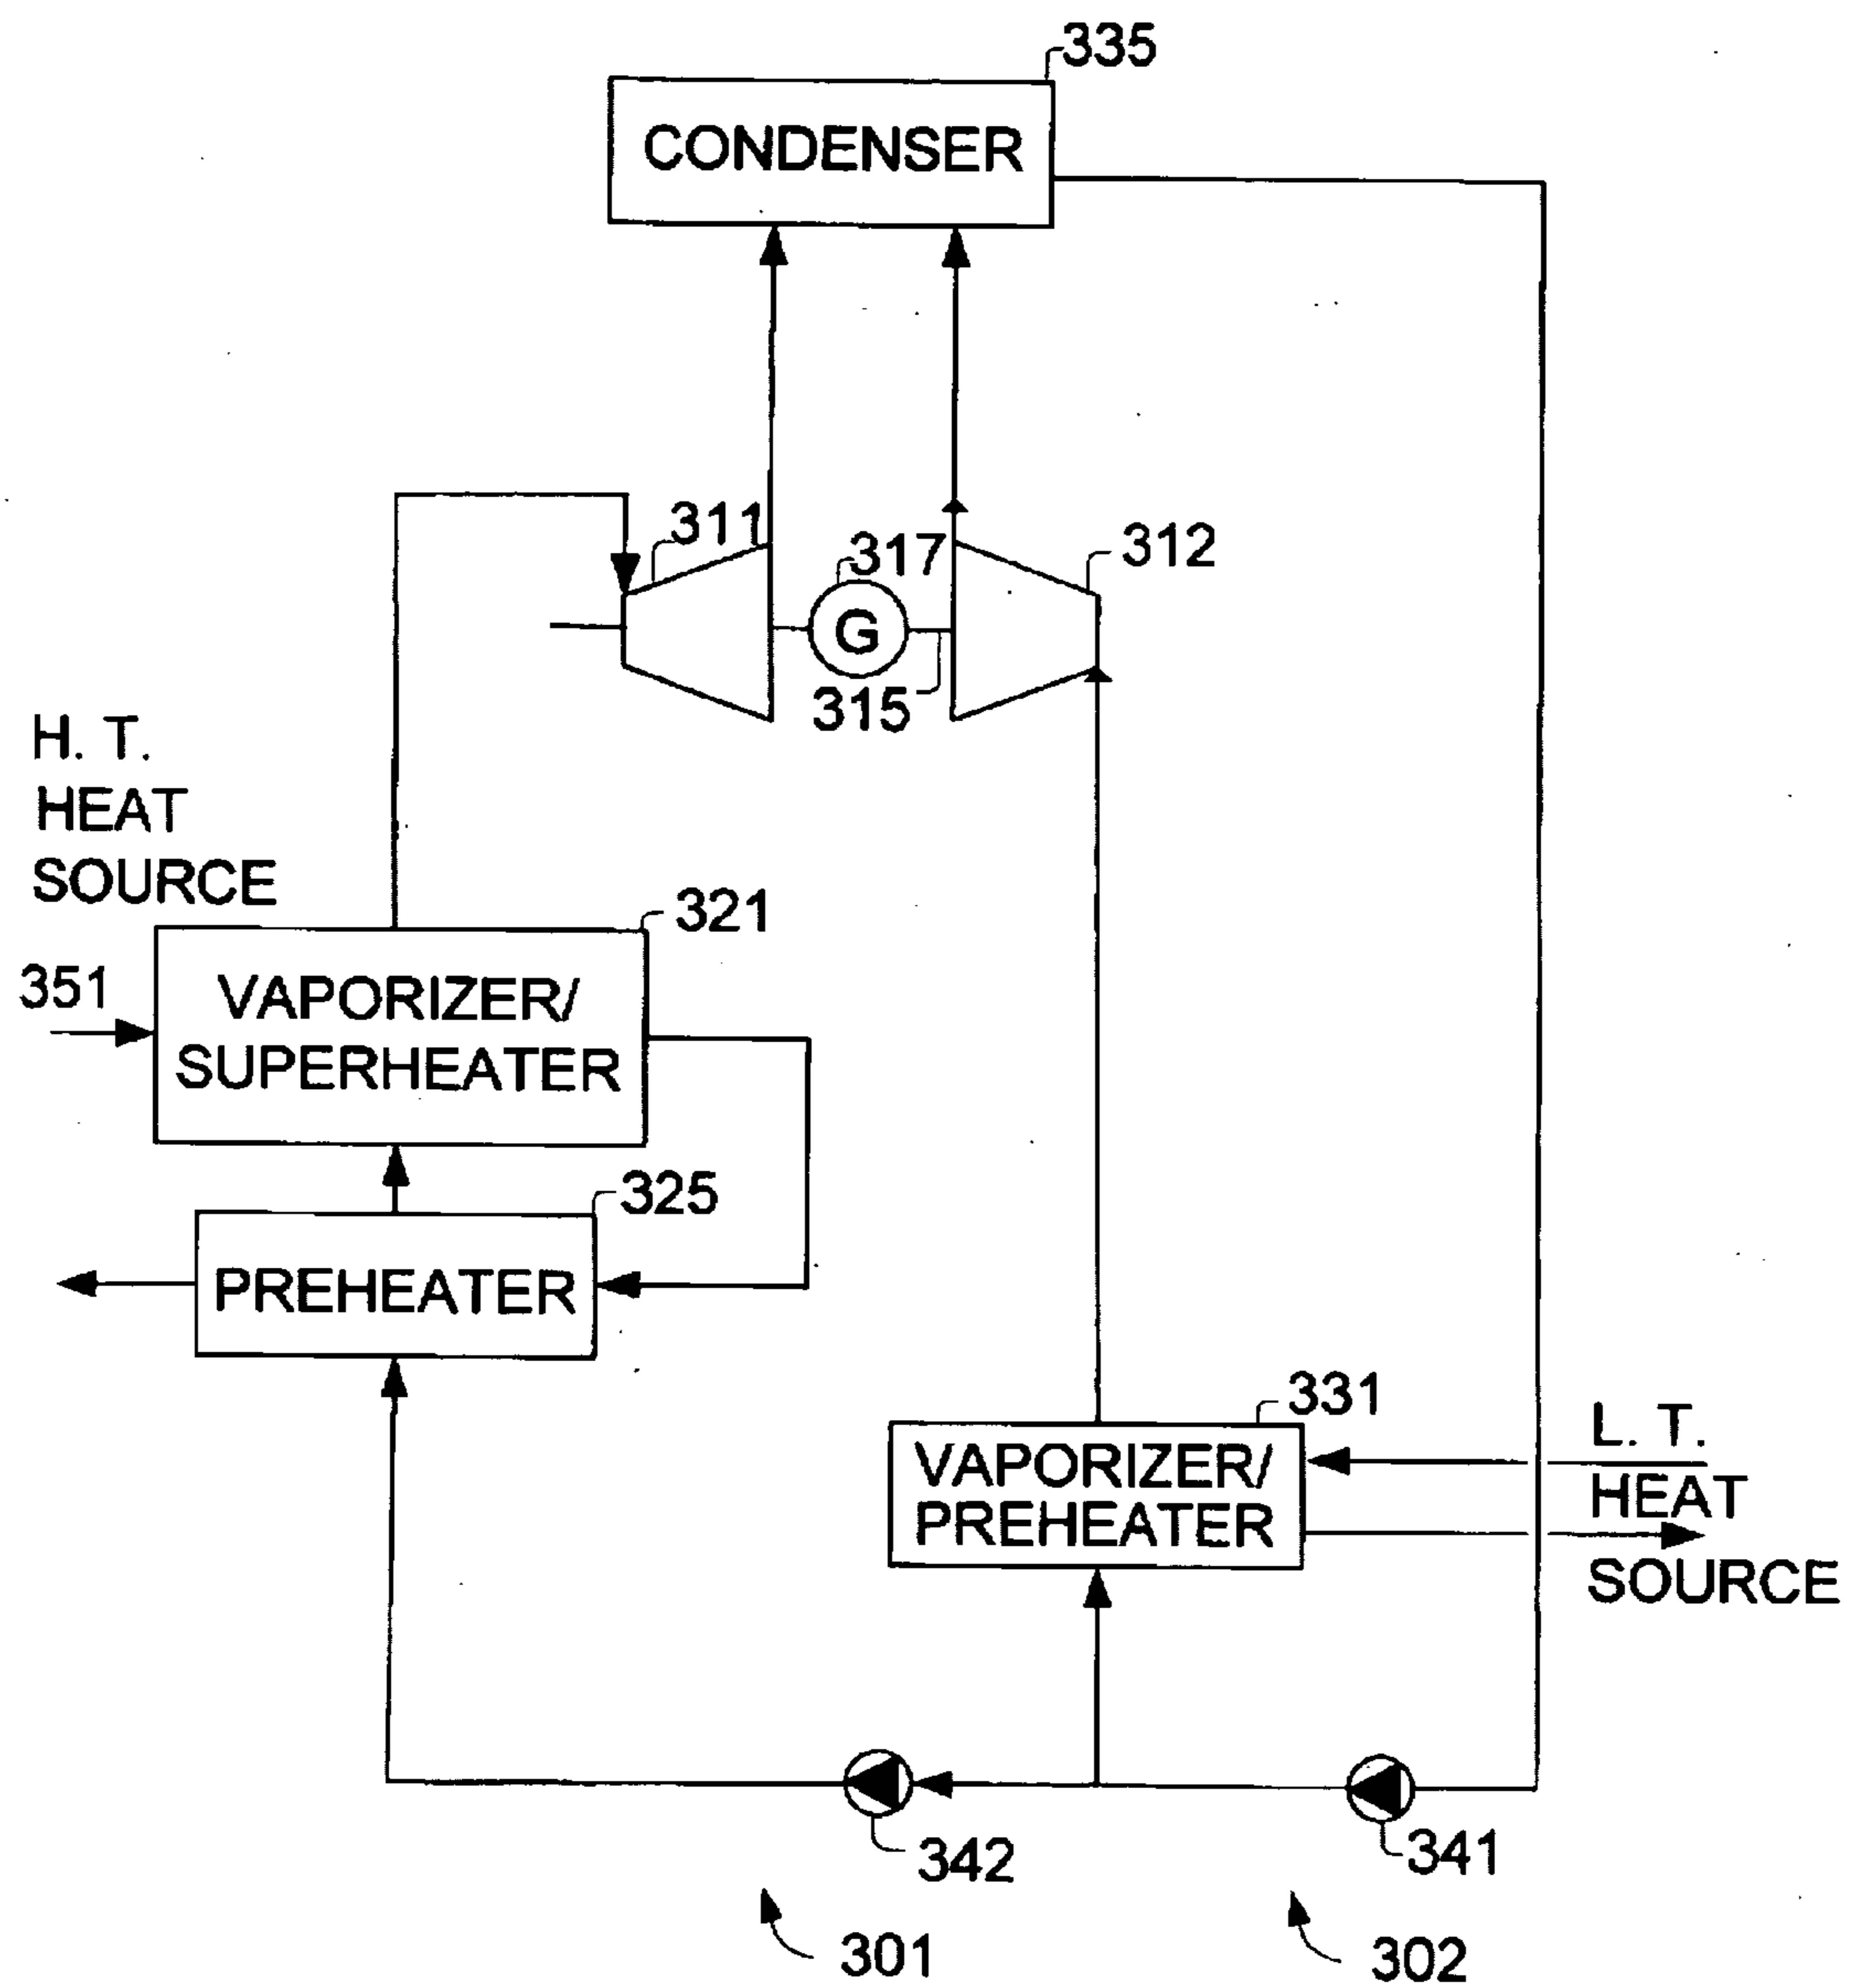 335
CONDENSER
311
317
312
G
315
H. T.
HEAT
SOURCE
321
351
VAPORIZER/
SUPERHEATER
325
PREHEATER
331
L. T.
HEAT
SOURCE
VAPORIZER/
PREHEATER
342
341
301
302